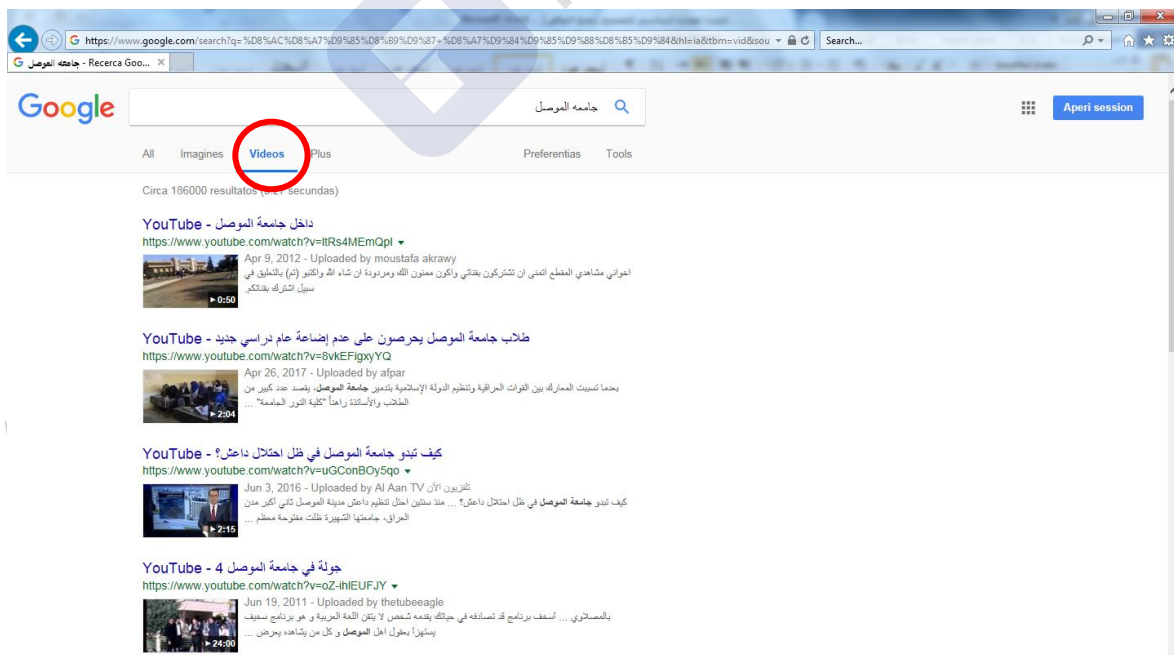 https://www.google.com/search?q=%D8%AC%D8%A7%D9%85%D8%B9%D9%87+%D8%A7%D9%84%D9%85%D9%88%D8%B5%D9%84&hl=ia&tbm=vid&sou
Search...
جامعه الموصل - Recerca Goo...
Google
جامعه الموصل
Aperi session
All Imagines Videos Plus Preferentias Tools
Circa 186000 resultatos (0.27 secundas)
داخل جامعة الموصل - YouTube
https://www.youtube.com/watch?v=ltRs4MEmQpI
Apr 9, 2012 - Uploaded by moustafa akrawy
اخواني مشاهدي المقطع اتمنى ان تشتركون بقناتي واكون ممنون الك ومردودة ان شاء الله واكتبو (تم) بالتعليق في
سبيل اشترك بقناتكم
0:50
طلاب جامعة الموصل يحرصون على عدم إضاعة عام دراسي جديد - YouTube
https://www.youtube.com/watch?v=8vkEFigxyYQ
Apr 26, 2017 - Uploaded by afpar
بعدما تسببت المعارك بين القوات العراقية وتنظيم الدولة الإسلامية بتدمير جامعة الموصل، يقصد عدد كبير من
الطلاب والأساتذة راهناً "كلية النور الجامعة" ...
2:04
كيف تبدو جامعة الموصل في ظل احتلال داعش؟ - YouTube
https://www.youtube.com/watch?v=uGConBOy5qo
Jun 3, 2016 - Uploaded by Al Aan TV تلفزيون الآن
كيف تبدو جامعة الموصل في ظل احتلال داعش؟ ... منذ سنتين احتل تنظيم داعش مدينة الموصل ثاني أكبر مدن
العراق، جامعتها الشهيرة ظلت مفتوحة معظم ...
2:15
جولة في جامعة الموصل 4 - YouTube
https://www.youtube.com/watch?v=oZ-ihlEUFJY
Jun 19, 2011 - Uploaded by thetubeeagle
بالمصلاوي ... أسخف برنامج قد تصادفه في حياتك يقدمه شخص لا يتقن اللغة العربية و هو برنامج سخيف
يستهزأ بعقول اهل الموصل و كل من يشاهده يعرض ...
24:00